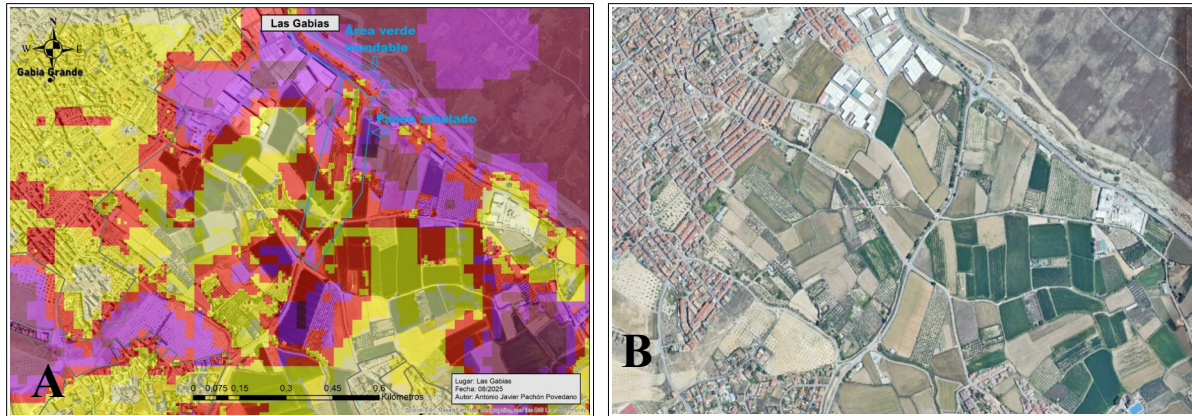 Las Gabias
Área verde
inundable
N
W
E
S
Gabia Grande
Paseo arbolado
A
0
0,075
0,15
0,3
0,45
0,6
Kilómetros
Lugar: Las Gabias
Fecha: 08/2025
Autor: Antonio Javier Pachón Povedano
B